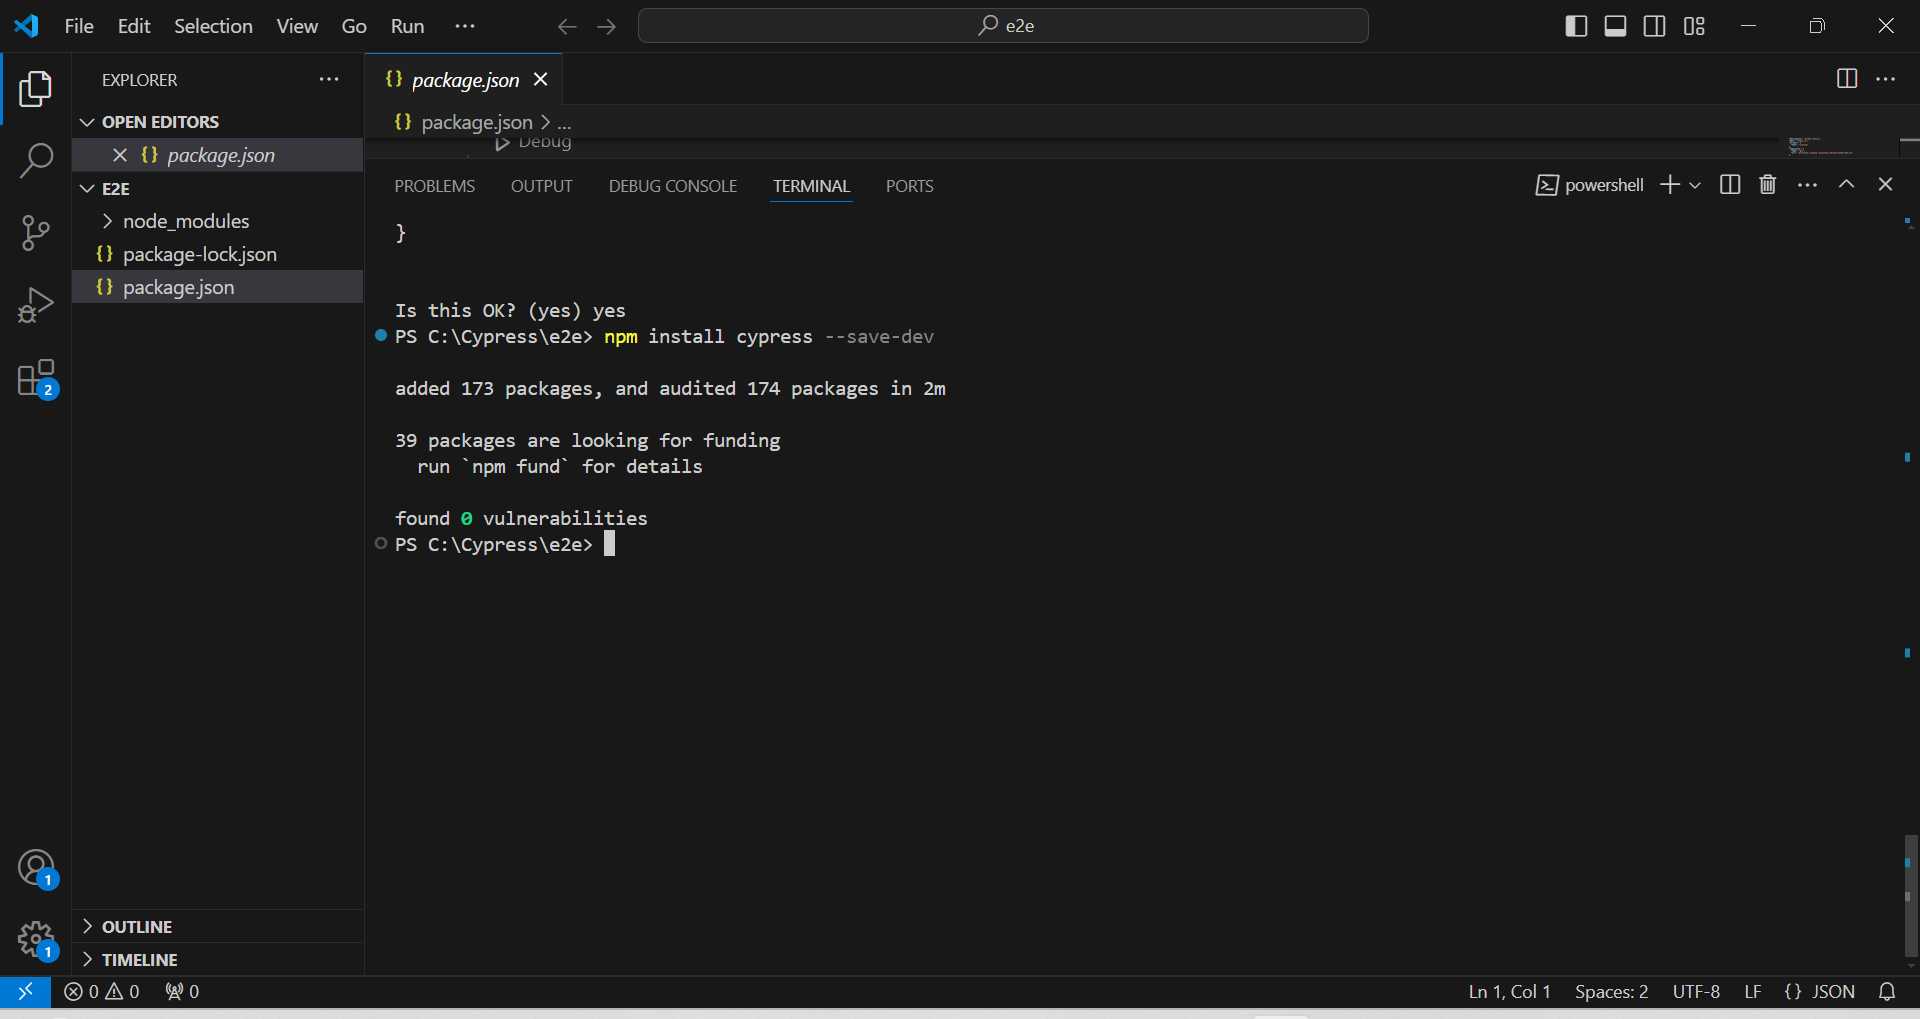 File Edit Selection View Go Run ··· e2e
EXPLORER ···
OPEN EDITORS
package.json
E2E
node_modules
package-lock.json
package.json
OUTLINE
TIMELINE
2
1
1
{} package.json
{} package.json > ...
Debug
PROBLEMS OUTPUT DEBUG CONSOLE TERMINAL PORTS powershell
}
Is this OK? (yes) yes
PS C:\Cypress\e2e> npm install cypress --save-dev
added 173 packages, and audited 174 packages in 2m
39 packages are looking for funding
run `npm fund` for details
found 0 vulnerabilities
PS C:\Cypress\e2e>
0 0 0 Ln 1, Col 1 Spaces: 2 UTF-8 LF {} JSON